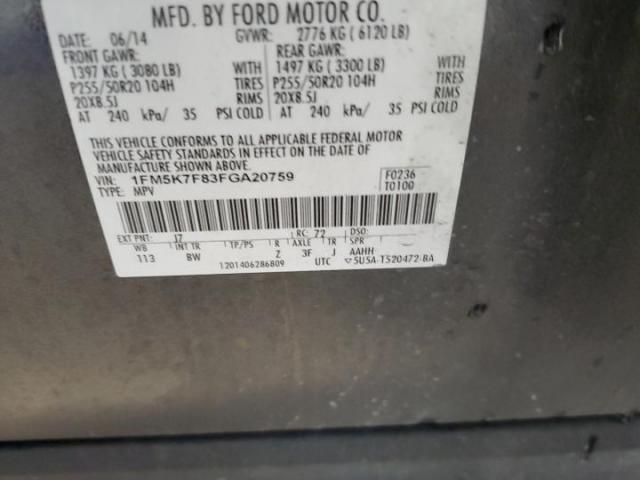 MFD. BY FORD MOTOR CO.
DATE: 06/14 GVWR: 2776 KG ( 6120 LB)
FRONT GAWR: REAR GAWR:
1397 KG ( 3080 LB) WITH 1497 KG ( 3300 LB) WITH
P255/50R20 104H TIRES P255/50R20 104H TIRES
20X8.5J RIMS 20X8.5J RIMS
AT 240 kPa/ 35 PSI COLD AT 240 kPa/ 35 PSI COLD
THIS VEHICLE CONFORMS TO ALL APPLICABLE FEDERAL MOTOR
VEHICLE SAFETY STANDARDS IN EFFECT ON THE DATE OF
MANUFACTURE SHOWN ABOVE.
VIN: 1FM5K7F83FGA20759 F0236
TYPE: MPV T0100
EXT PNT: J7 RC: 72 DSO:
WB INT TR TP/PS R AXLE TR SPR
113 BW Z 3F J AAHH
1201406286809 UTC ▽5U5A-T520472-BA